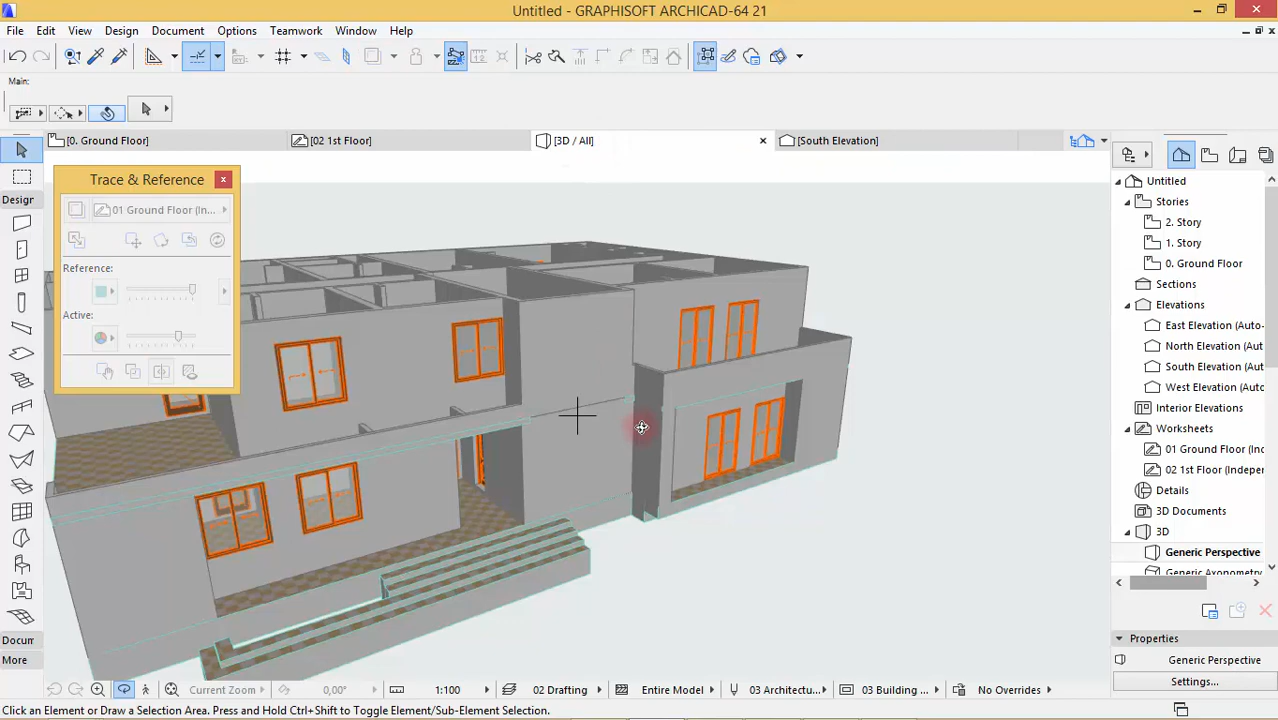 Untitled - GRAPHISOFT ARCHICAD-64 21
File Edit View Design Document Options Teamwork Window Help
Main:
[0. Ground Floor]
[02 1st Floor]
[3D / All]
[South Elevation]
Trace & Reference
01 Ground Floor (In...
Reference:
Active:
Design
Docum
More
Untitled
Stories
2. Story
1. Story
0. Ground Floor
Sections
Elevations
East Elevation (Auto-
North Elevation (Aut
South Elevation (Aut
West Elevation (Auto
Interior Elevations
Worksheets
01 Ground Floor (Ind
02 1st Floor (Indepen
Details
3D Documents
3D
Generic Perspective
Generic Axonometry
Properties
Generic Perspective
Settings...
Current Zoom
0,00°
1:100
02 Drafting
Entire Model
03 Architectu...
03 Building ...
No Overrides
Click an Element or Draw a Selection Area. Press and Hold Ctrl+Shift to Toggle Element/Sub-Element Selection.